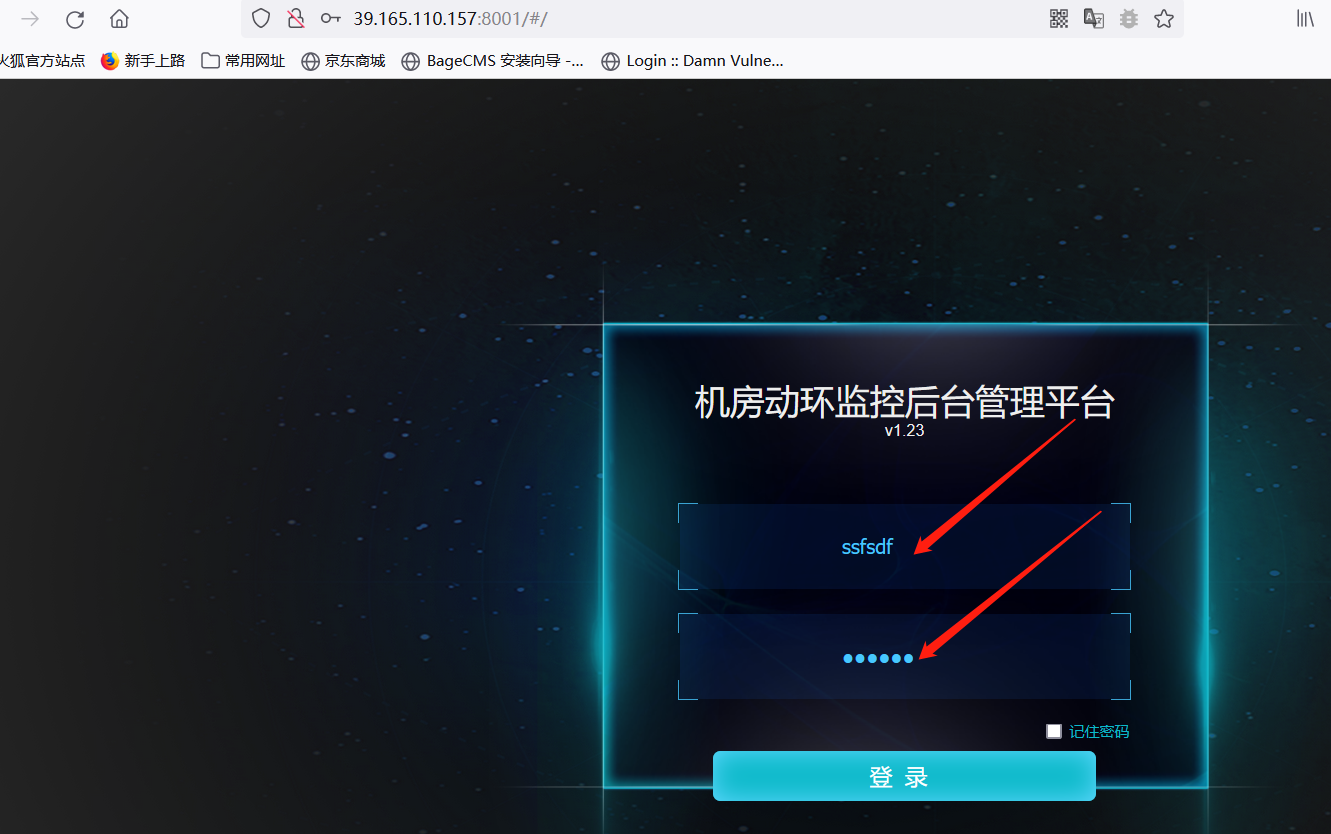 39.165.110.157:8001/#/
火狐官方站点 新手上路 常用网址 京东商城 BageCMS 安装向导 -... Login :: Damn Vulne...
机房动环监控后台管理平台
v1.23
ssfsdf
记住密码
登 录